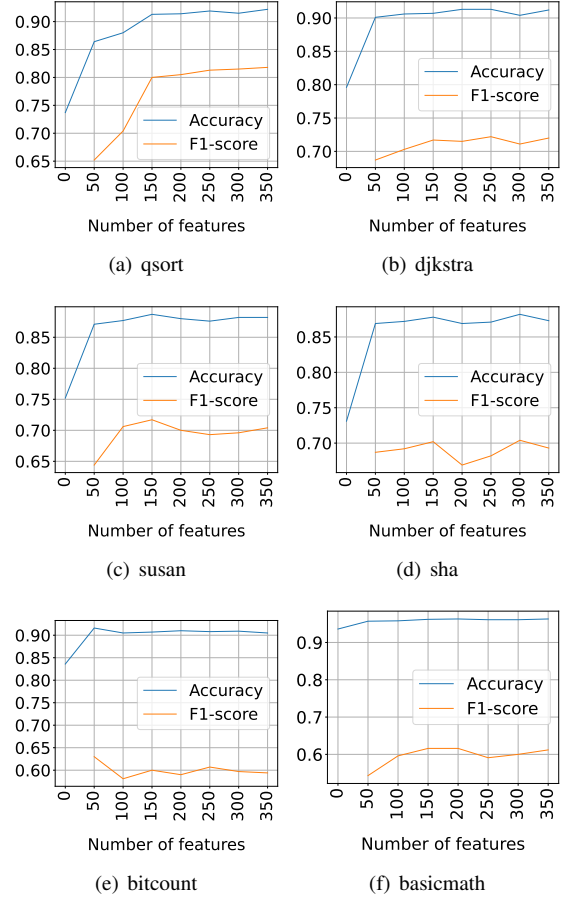 0.90
0.85
0.80
0.75
0.70
0.65
Accuracy
F1-score
0 50 100 150 200 250 300 350
Number of features
(a) qsort
0.90
0.85
0.80
0.75
0.70
Accuracy
F1-score
0 50 100 150 200 250 300 350
Number of features
(b) djkstra
0.85
0.80
0.75
0.70
0.65
Accuracy
F1-score
0 50 100 150 200 250 300 350
Number of features
(c) susan
0.85
0.80
0.75
0.70
Accuracy
F1-score
0 50 100 150 200 250 300 350
Number of features
(d) sha
0.90
0.85
0.80
0.75
0.70
0.65
0.60
Accuracy
F1-score
0 50 100 150 200 250 300 350
Number of features
(e) bitcount
0.9
0.8
0.7
0.6
Accuracy
F1-score
0 50 100 150 200 250 300 350
Number of features
(f) basicmath